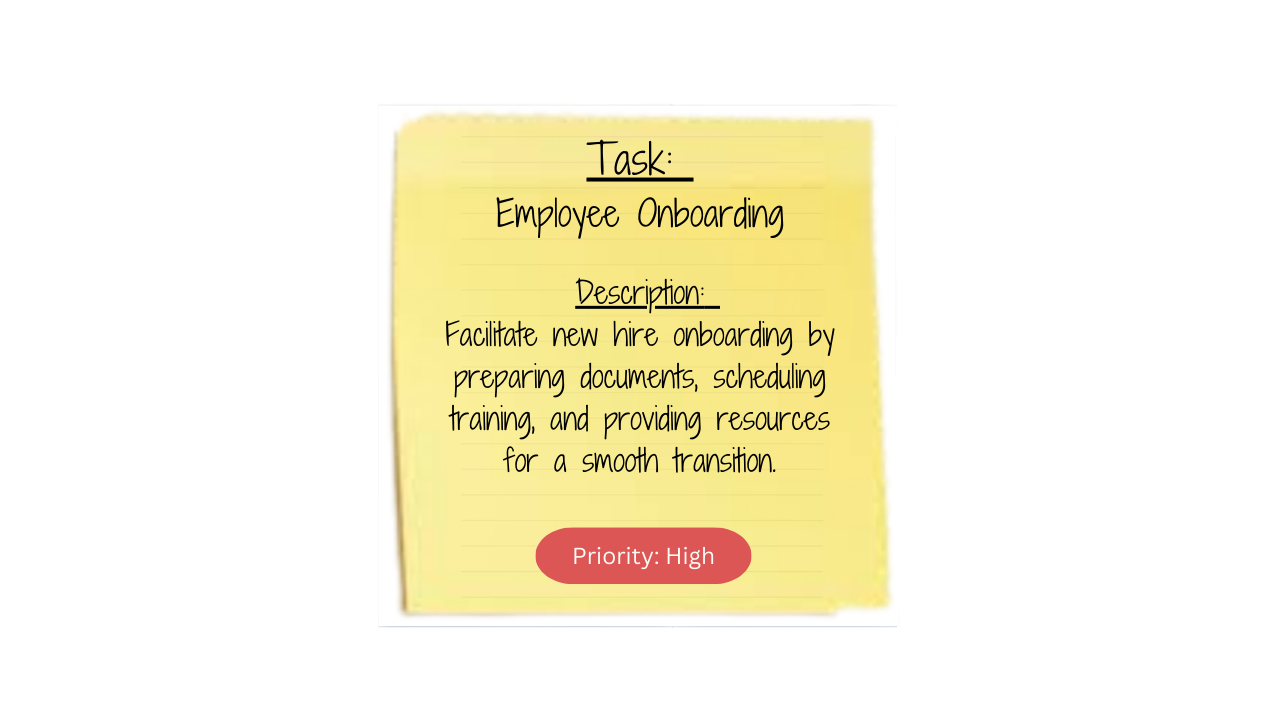 Task:
Employee Onboarding
Description:
Facilitate new hire onboarding by
preparing documents, scheduling
training, and providing resources
for a smooth transition.
Priority: High